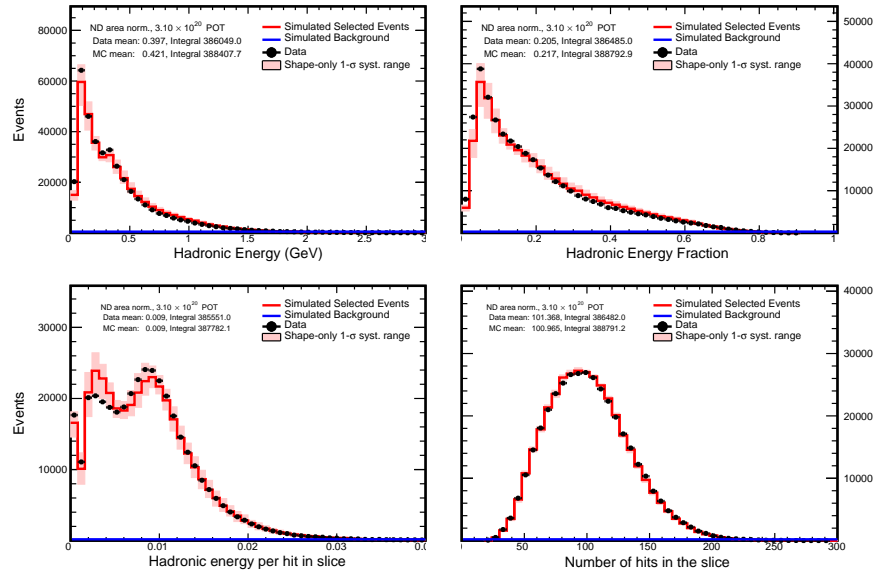 ND area norm., 3.10 × 10²⁰ POT
Data mean: 0.397, Integral 386049.0
MC mean: 0.421, Integral 388407.7
Simulated Selected Events
Simulated Background
Data
Shape-only 1-σ syst. range
80000
60000
40000
20000
Events
0 0.5 1 1.5 2 2.5 3
Hadronic Energy (GeV)
ND area norm., 3.10 × 10²⁰ POT
Data mean: 0.205, Integral 386485.0
MC mean: 0.217, Integral 388792.9
Simulated Selected Events
Simulated Background
Data
Shape-only 1-σ syst. range
50000
40000
30000
20000
10000
0.2 0.4 0.6 0.8 1
Hadronic Energy Fraction
ND area norm., 3.10 × 10²⁰ POT
Data mean: 0.009, Integral 385551.0
MC mean: 0.009, Integral 387782.1
Simulated Selected Events
Simulated Background
Data
Shape-only 1-σ syst. range
30000
20000
10000
Events
0 0.01 0.02 0.03
Hadronic energy per hit in slice
ND area norm., 3.10 × 10²⁰ POT
Data mean: 101.368, Integral 386482.0
MC mean: 100.965, Integral 388791.2
Simulated Selected Events
Simulated Background
Data
Shape-only 1-σ syst. range
40000
30000
20000
10000
50 100 150 200 250 300
Number of hits in the slice